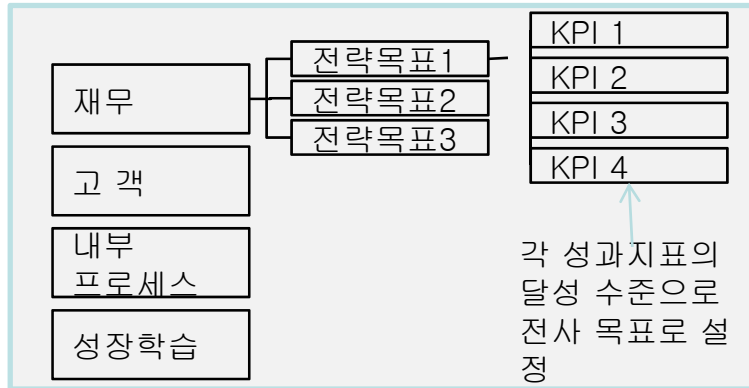 재무
고 객
내부
프로세스
성장학습
전략목표1
전략목표2
전략목표3
KPI 1
KPI 2
KPI 3
KPI 4
각 성과지표의
달성 수준으로
전사 목표로 설
정